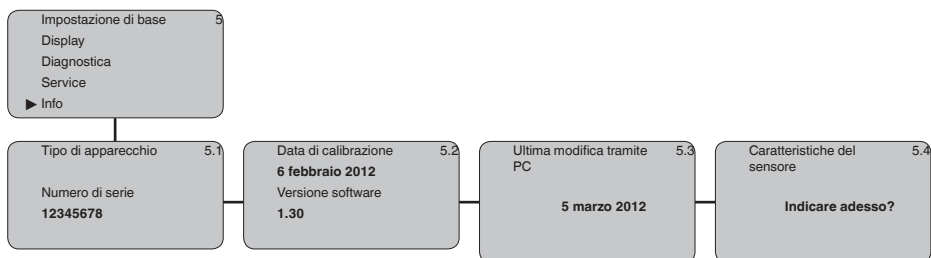 Impostazione di base 5
Display
Diagnostica
Service
▶ Info
Tipo di apparecchio 5.1
Numero di serie
12345678
Data di calibrazione 5.2
6 febbraio 2012
Versione software
1.30
Ultima modifica tramite 5.3
PC
5 marzo 2012
Caratteristiche del 5.4
sensore
Indicare adesso?